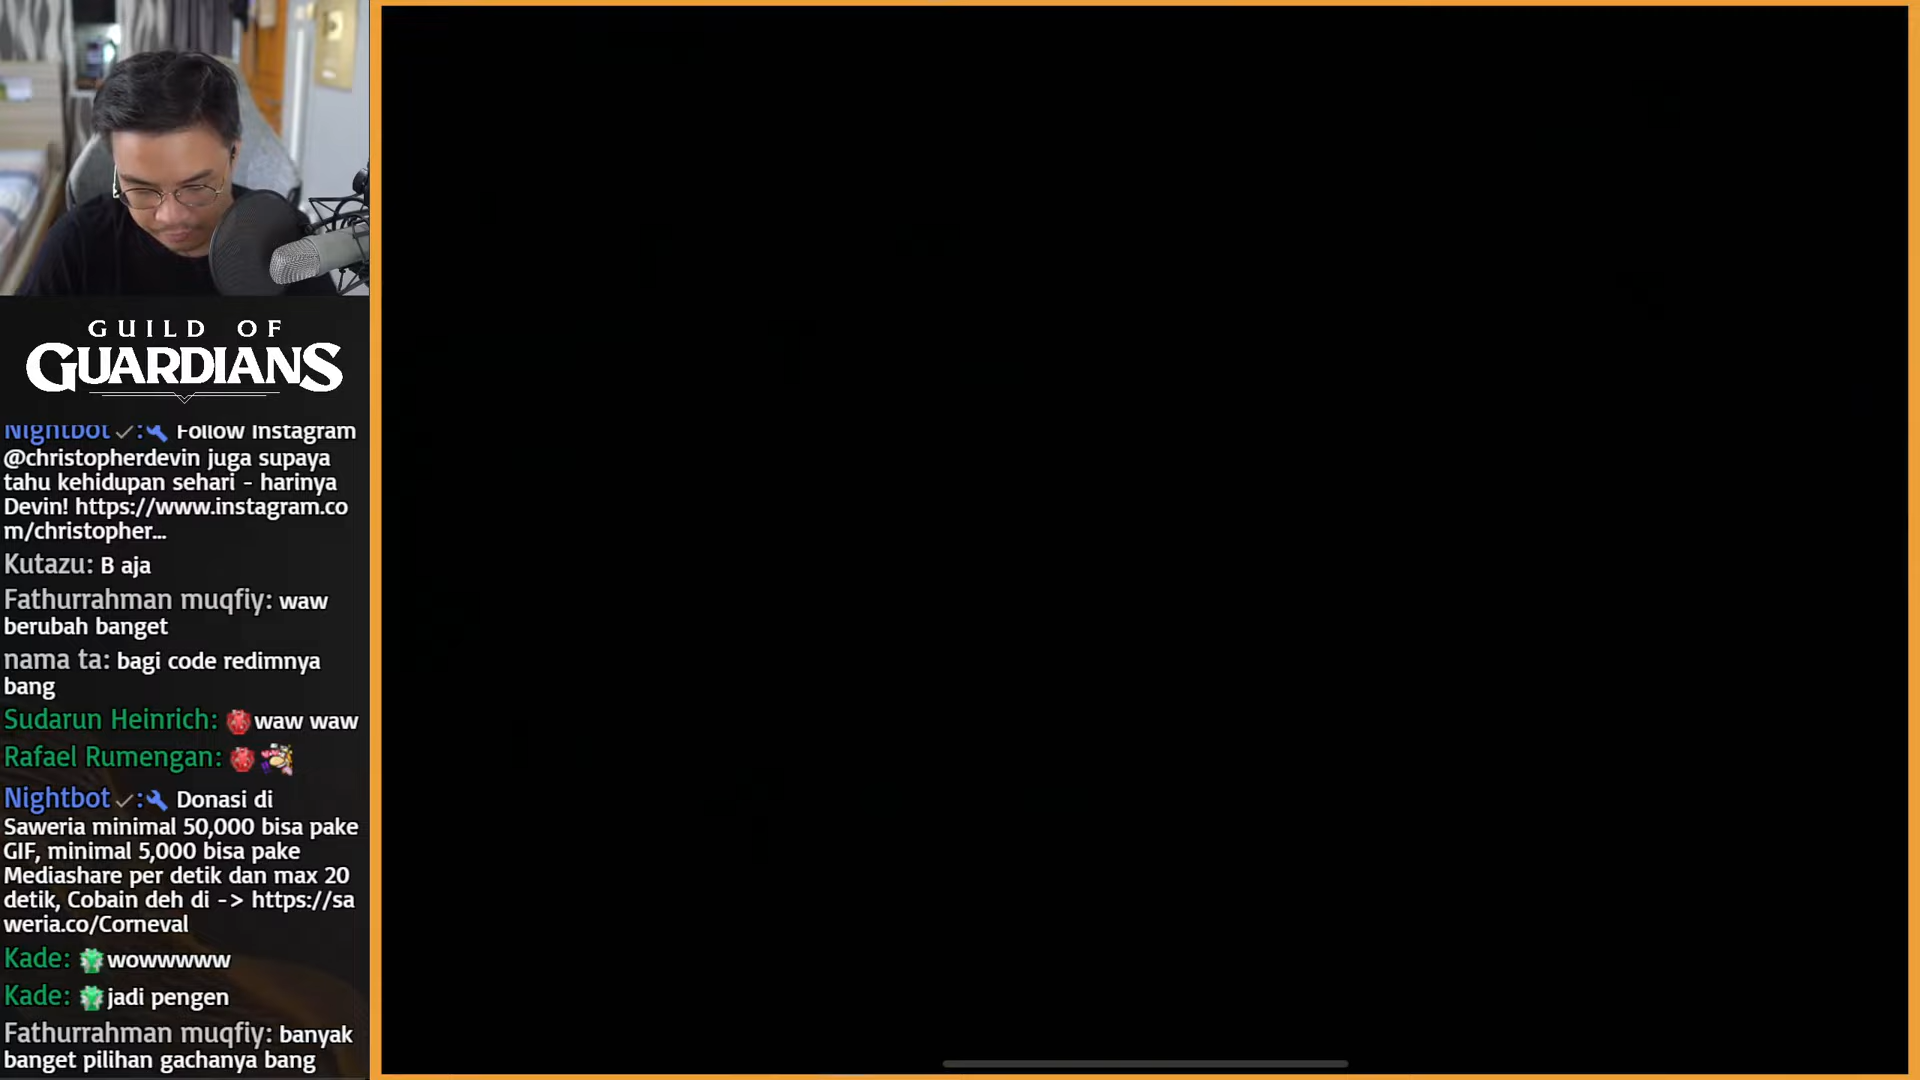 GUILD OF
GUARDIANS
Nightbot: Follow Instagram
@christopherdevin juga supaya
tahu kehidupan sehari - harinya
Devin! https://www.instagram.co
m/christopher...
Kutazu: B aja
Fathurrahman muqfiy: waw
berubah banget
nama ta: bagi code redimnya
bang
Sudarun Heinrich: waw waw
Rafael Rumengan:
Nightbot: Donasi di
Saweria minimal 50,000 bisa pake
GIF, minimal 5,000 bisa pake
Mediashare per detik dan max 20
detik, Cobain deh di -> https://sa
weria.co/Corneval
Kade: wowwwww
Kade: jadi pengen
Fathurrahman muqfiy: banyak
banget pilihan gachanya bang